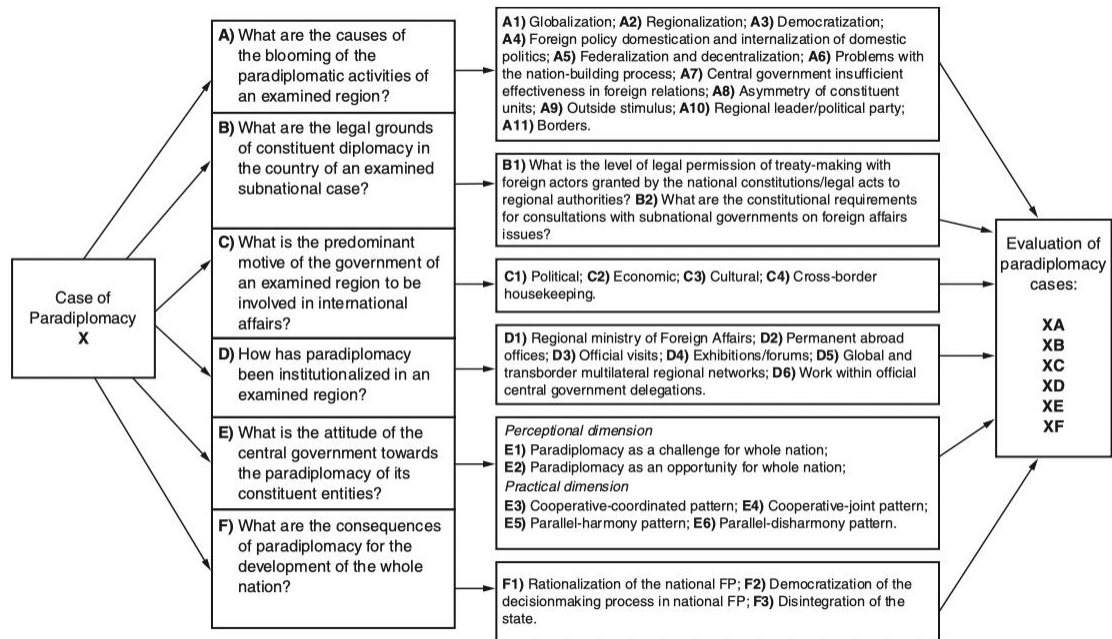 Case of
Paradiplomacy
X
A) What are the causes of
the blooming of the
paradiplomatic activities of
an examined region?
B) What are the legal grounds
of constituent diplomacy in
the country of an examined
subnational case?
C) What is the predominant
motive of the government of
an examined region to be
involved in international
affairs?
D) How has paradiplomacy
been institutionalized in an
examined region?
E) What is the attitude of the
central government towards
the paradiplomacy of its
constituent entities?
F) What are the consequences
of paradiplomacy for the
development of the whole
nation?
A1) Globalization; A2) Regionalization; A3) Democratization;
A4) Foreign policy domestication and internalization of domestic
politics; A5) Federalization and decentralization; A6) Problems with
the nation-building process; A7) Central government insufficient
effectiveness in foreign relations; A8) Asymmetry of constituent
units; A9) Outside stimulus; A10) Regional leader/political party;
A11) Borders.
B1) What is the level of legal permission of treaty-making with
foreign actors granted by the national constitutions/legal acts to
regional authorities? B2) What are the constitutional requirements
for consultations with subnational governments on foreign affairs
issues?
C1) Political; C2) Economic; C3) Cultural; C4) Cross-border
housekeeping.
D1) Regional ministry of Foreign Affairs; D2) Permanent abroad
offices; D3) Official visits; D4) Exhibitions/forums; D5) Global and
transborder multilateral regional networks; D6) Work within official
central government delegations.
Perceptional dimension
E1) Paradiplomacy as a challenge for whole nation;
E2) Paradiplomacy as an opportunity for whole nation;
Practical dimension
E3) Cooperative-coordinated pattern; E4) Cooperative-joint pattern;
E5) Parallel-harmony pattern; E6) Parallel-disharmony pattern.
F1) Rationalization of the national FP; F2) Democratization of the
decisionmaking process in national FP; F3) Disintegration of the
state.
Evaluation of
paradiplomacy
cases:
XA
XB
XC
XD
XE
XF